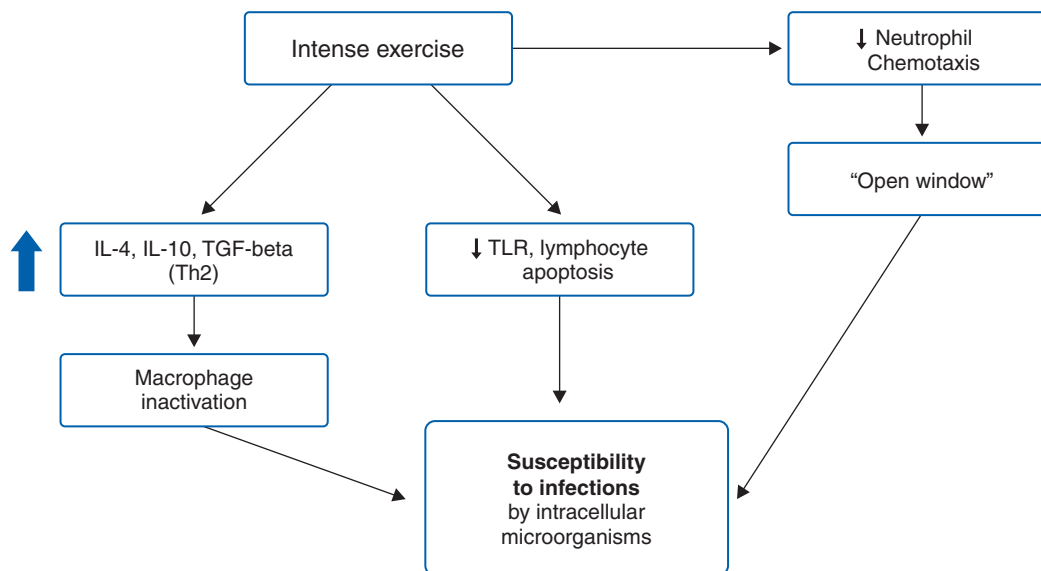 Intense exercise
↓ Neutrophil
Chemotaxis
“Open window”
IL-4, IL-10, TGF-beta
(Th2)
↓ TLR, lymphocyte
apoptosis
Macrophage
inactivation
Susceptibility
to infections
by intracellular
microorganisms